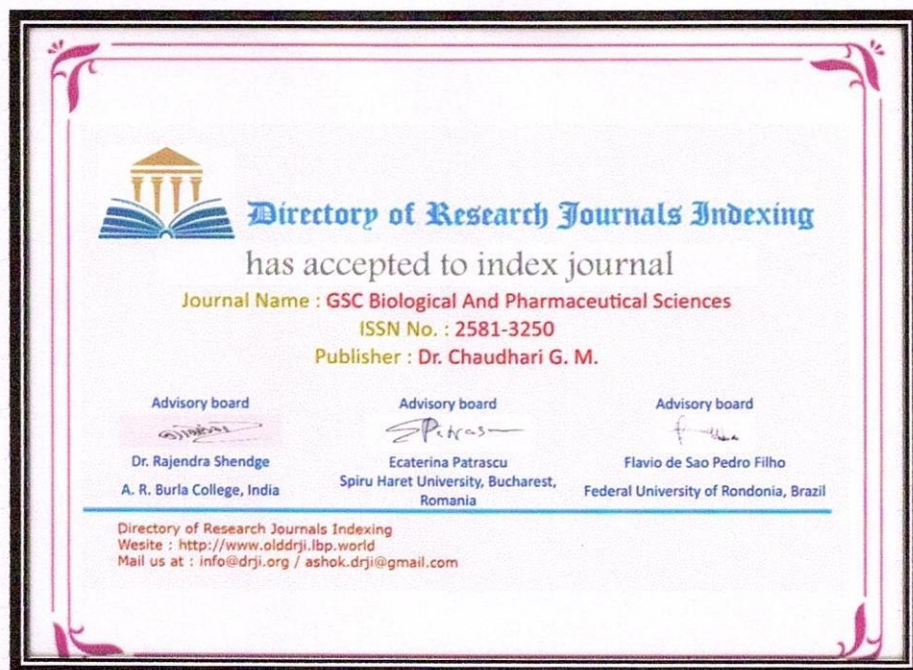 Directory of Research Journals Indexing
has accepted to index journal
Journal Name : GSC Biological And Pharmaceutical Sciences
ISSN No. : 2581-3250
Publisher : Dr. Chaudhari G. M.
Advisory board
Dr. Rajendra Shendge
A. R. Burla College, India
Advisory board
Ecaterina Patrascu
Spiru Haret University, Bucharest,
Romania
Advisory board
Flavio de Sao Pedro Filho
Federal University of Rondonia, Brazil
Directory of Research Journals Indexing
Wesite : http://www.olddrji.lbp.world
Mail us at : info@drji.org / ashok.drji@gmail.com